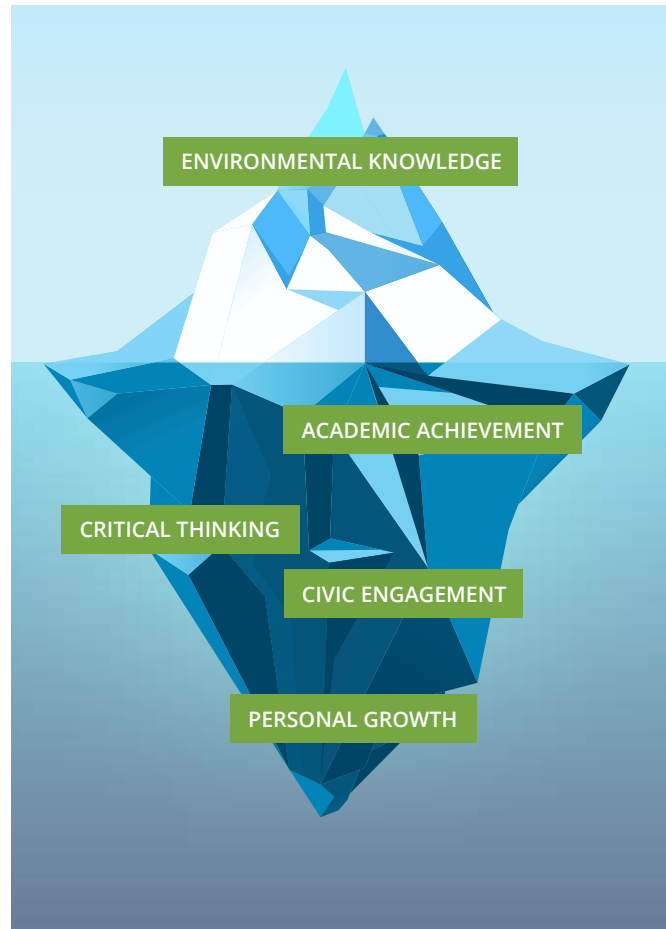 ENVIRONMENTAL KNOWLEDGE
ACADEMIC ACHIEVEMENT
CRITICAL THINKING
CIVIC ENGAGEMENT
PERSONAL GROWTH